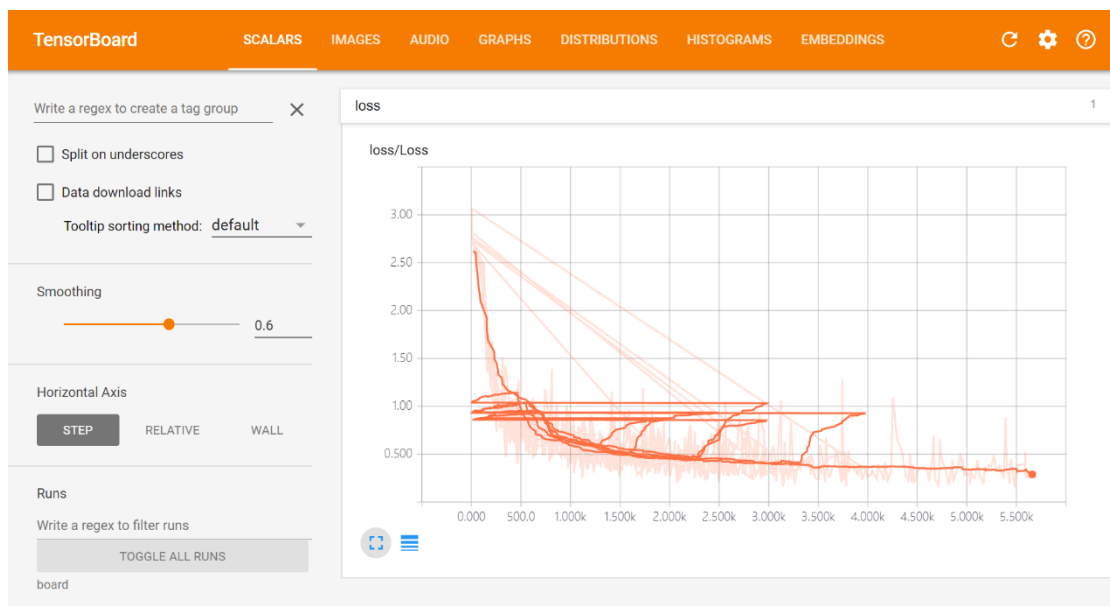 TensorBoard SCALARS IMAGES AUDIO GRAPHS DISTRIBUTIONS HISTOGRAMS EMBEDDINGS
Write a regex to create a tag group
Split on underscores
Data download links
Tooltip sorting method: default
Smoothing
0.6
Horizontal Axis
STEP RELATIVE WALL
Runs
Write a regex to filter runs
TOGGLE ALL RUNS
board
loss 1
loss/Loss
3.00
2.50
2.00
1.50
1.00
0.500
0.000 500.0 1.000k 1.500k 2.000k 2.500k 3.000k 3.500k 4.000k 4.500k 5.000k 5.500k